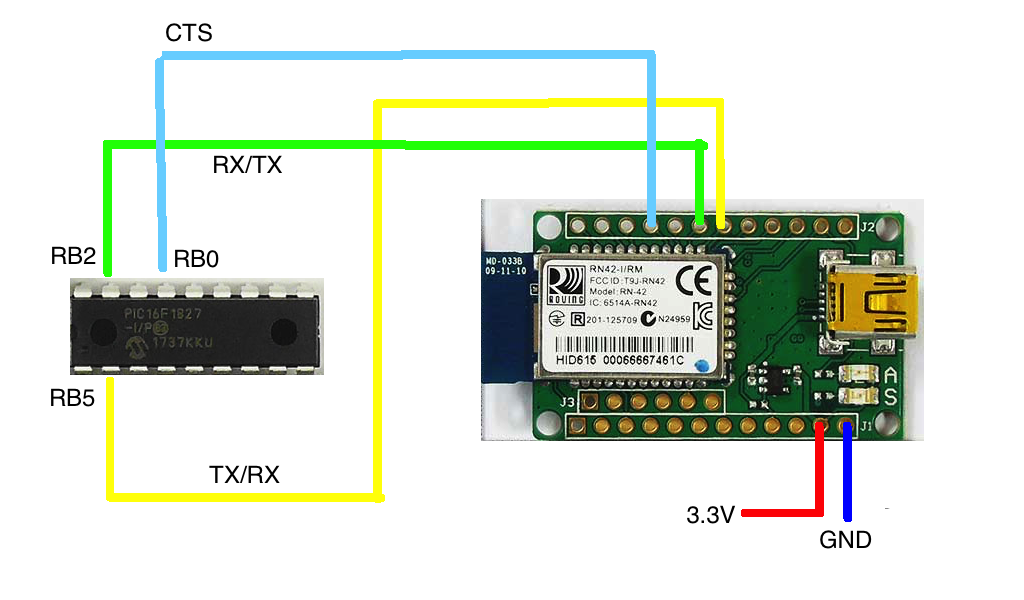 CTS
RX/TX
RB2
RB0
J2
MD-033B
09-11-10
RN42-I/RM
FCC ID: T9J-RN42
Model: RN-42
IC: 6514A-RN42
ROVING
CE
R 201-125709
N24959
PIC16F1827
-I/P
1737KKU
HID615 00066667461C
RB5
A
S
J3
J1
TX/RX
3.3V
GND